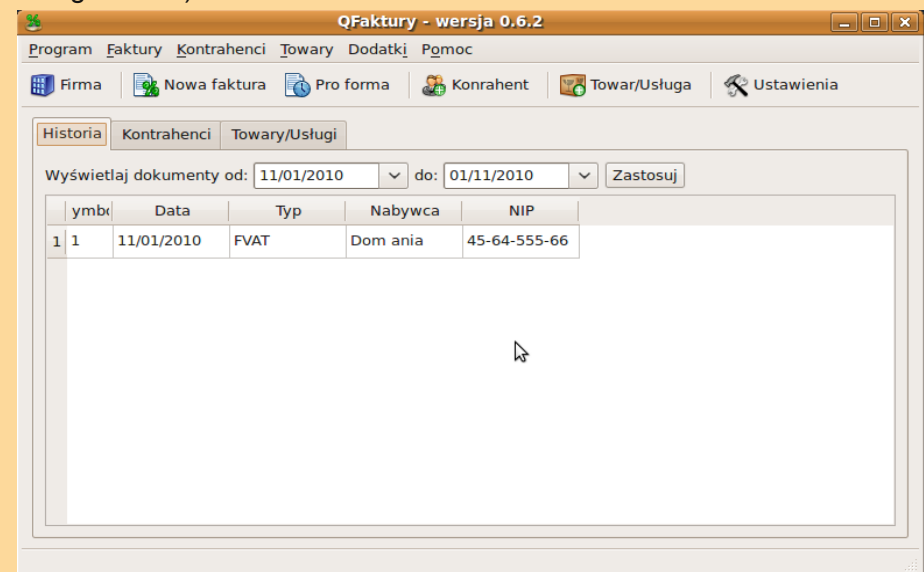 QFaktury - wersja 0.6.2
Program Faktury Kontrahenci Towary Dodatki Pomoc
Firma Nowa faktura Pro forma Konrahent Towar/Usługa Ustawienia
Historia Kontrahenci Towary/Usługi
Wyświetlaj dokumenty od: 11/01/2010 do: 01/11/2010 Zastosuj
ymbo Data Typ Nabywca NIP
1 1 11/01/2010 FVAT Dom ania 45-64-555-66